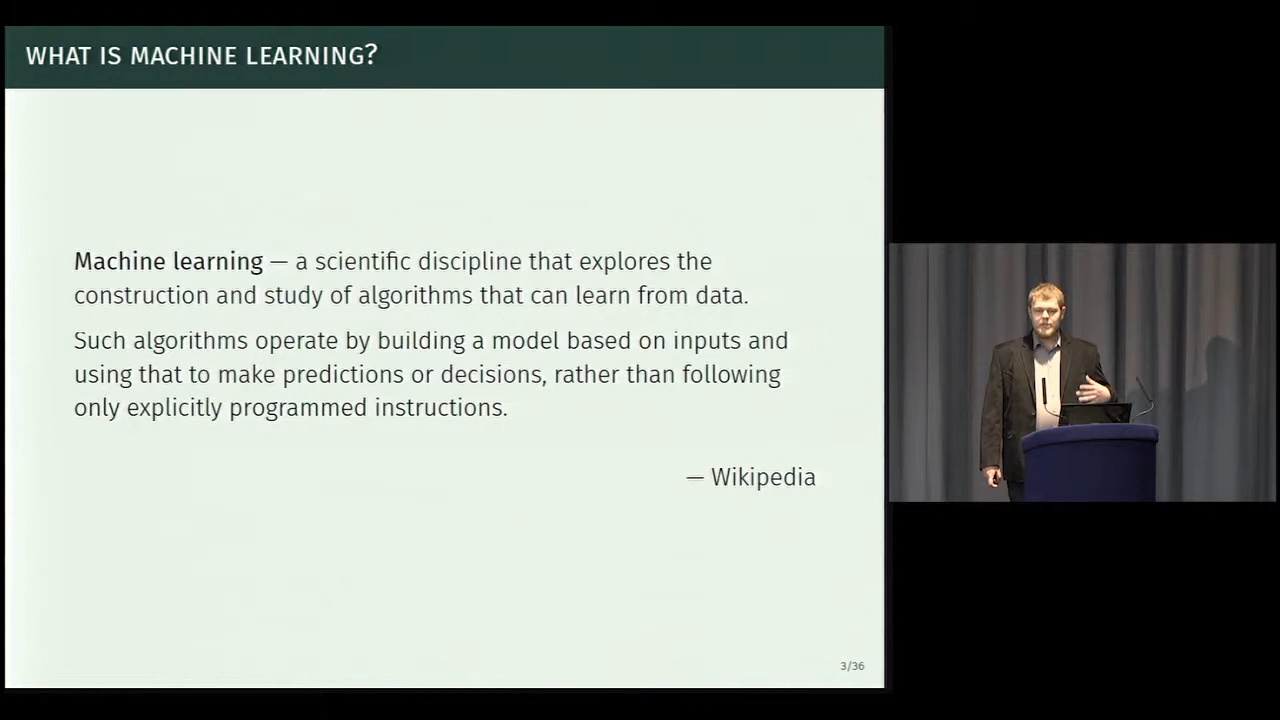 WHAT IS MACHINE LEARNING?
Machine learning — a scientific discipline that explores the
construction and study of algorithms that can learn from data.
Such algorithms operate by building a model based on inputs and
using that to make predictions or decisions, rather than following
only explicitly programmed instructions.
— Wikipedia
3/36